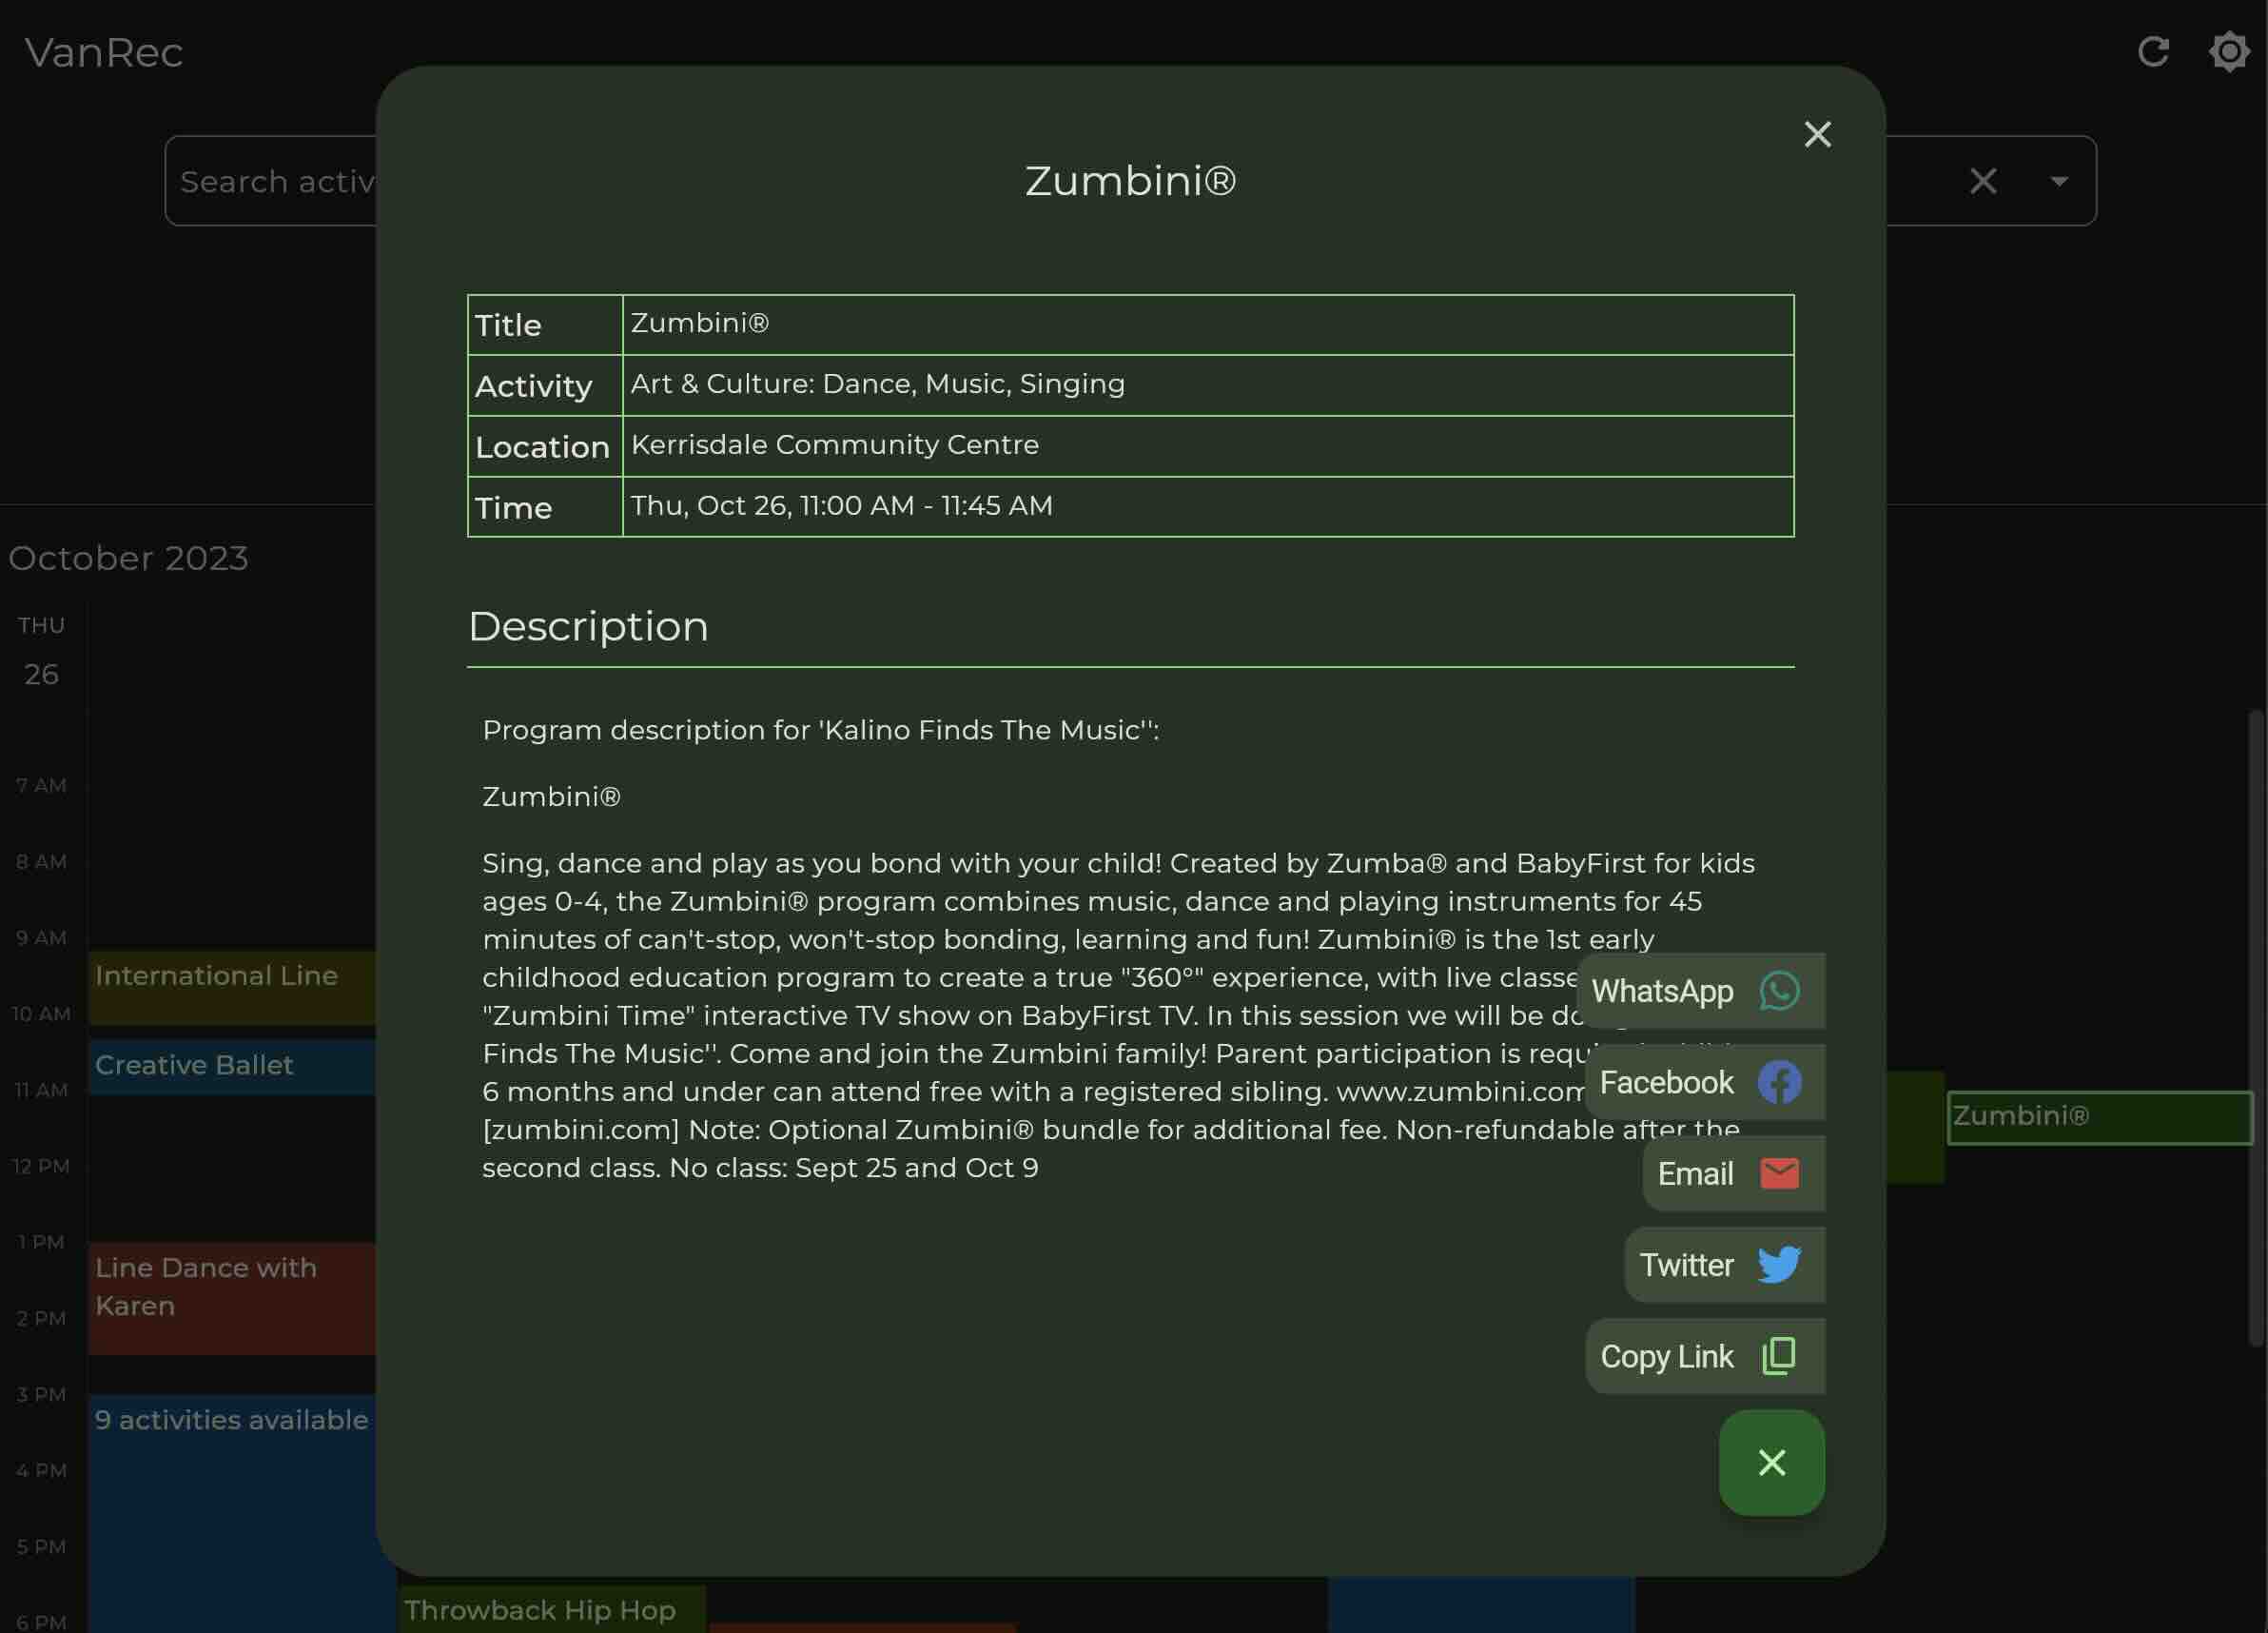 VanRec
Search activ
Zumbini®
Title Zumbini®
Activity Art & Culture: Dance, Music, Singing
Location Kerrisdale Community Centre
Time Thu, Oct 26, 11:00 AM - 11:45 AM
October 2023
THU
26
Description
Program description for 'Kalino Finds The Music'':
Zumbini®
Sing, dance and play as you bond with your child! Created by Zumba® and BabyFirst for kids
ages 0-4, the Zumbini® program combines music, dance and playing instruments for 45
minutes of can't-stop, won't-stop bonding, learning and fun! Zumbini® is the 1st early
childhood education program to create a true "360°" experience, with live classe
"Zumbini Time" interactive TV show on BabyFirst TV. In this session we will be do
Finds The Music''. Come and join the Zumbini family! Parent participation is requ
6 months and under can attend free with a registered sibling. www.zumbini.com
[zumbini.com] Note: Optional Zumbini® bundle for additional fee. Non-refundable after the
second class. No class: Sept 25 and Oct 9
WhatsApp
Facebook
Email
Twitter
Copy Link
7 AM
8 AM
9 AM
10 AM
11 AM
12 PM
1 PM
2 PM
3 PM
4 PM
5 PM
6 PM
International Line
Creative Ballet
Line Dance with
Karen
9 activities available
Throwback Hip Hop
Zumbini®